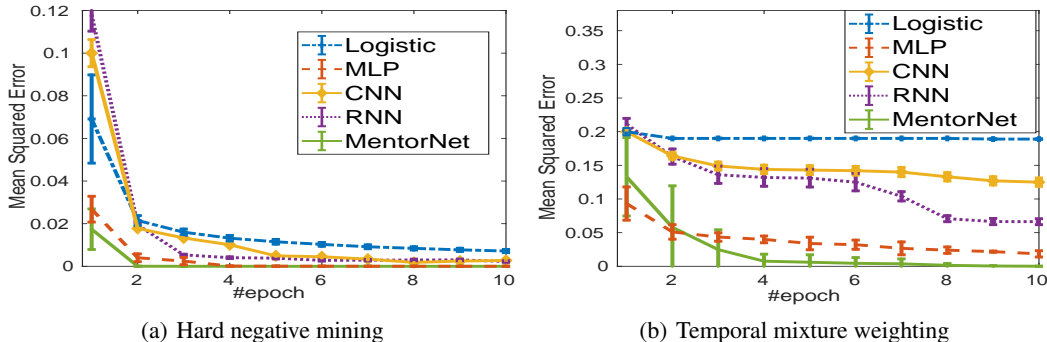 0.12
0.1
0.08
0.06
0.04
0.02
0
Mean Squared Error
2
4
6
8
10
#epoch
Logistic
MLP
CNN
RNN
MentorNet
(a) Hard negative mining
0.35
0.3
0.25
0.2
0.15
0.1
0.05
0
Mean Squared Error
2
4
6
8
10
#epoch
Logistic
MLP
CNN
RNN
MentorNet
(b) Temporal mixture weighting